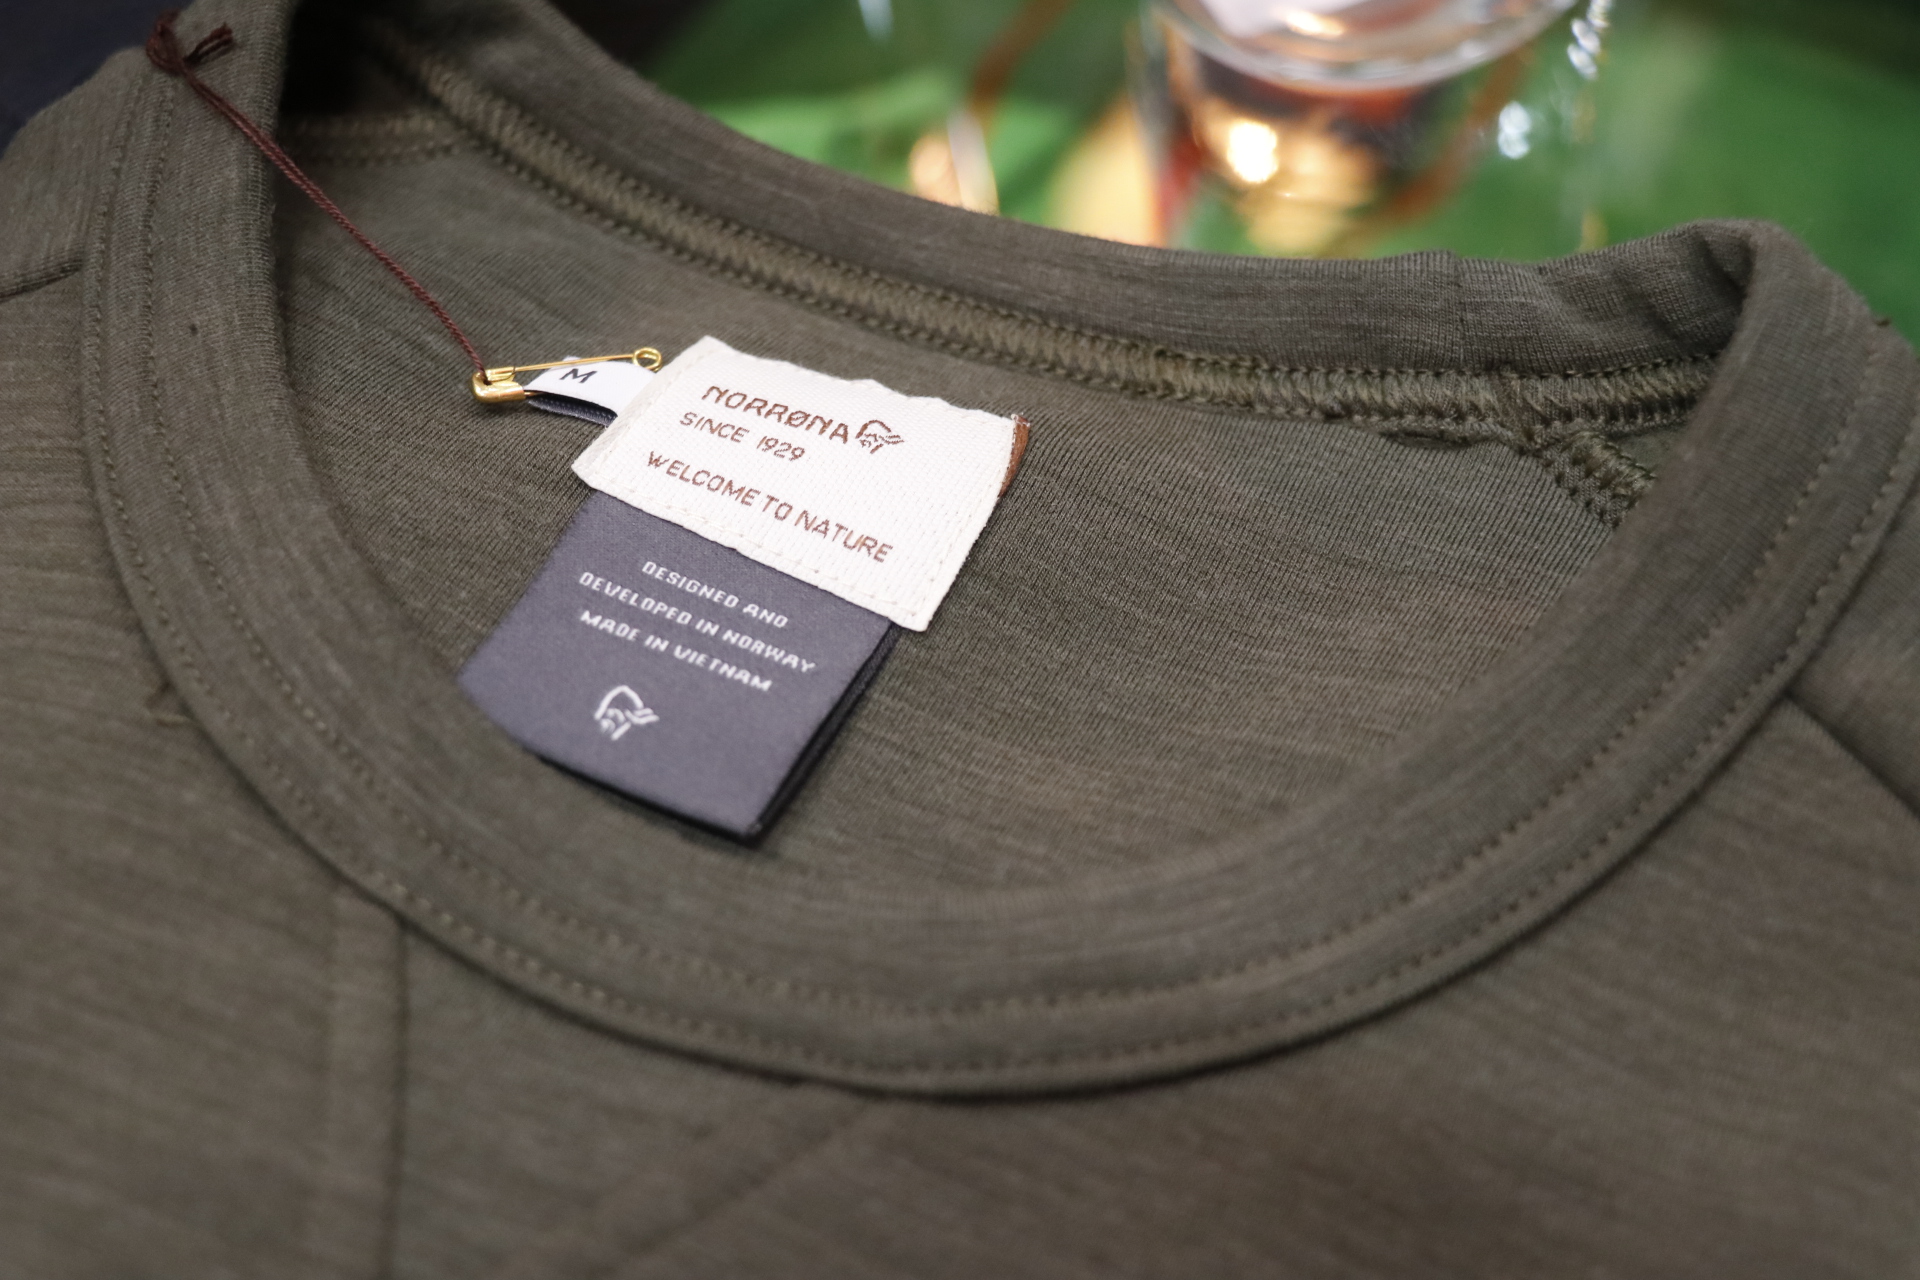 M
NORRØNA
SINCE 1929
WELCOME TO NATURE
DESIGNED AND
DEVELOPED IN NORWAY
MADE IN VIETNAM